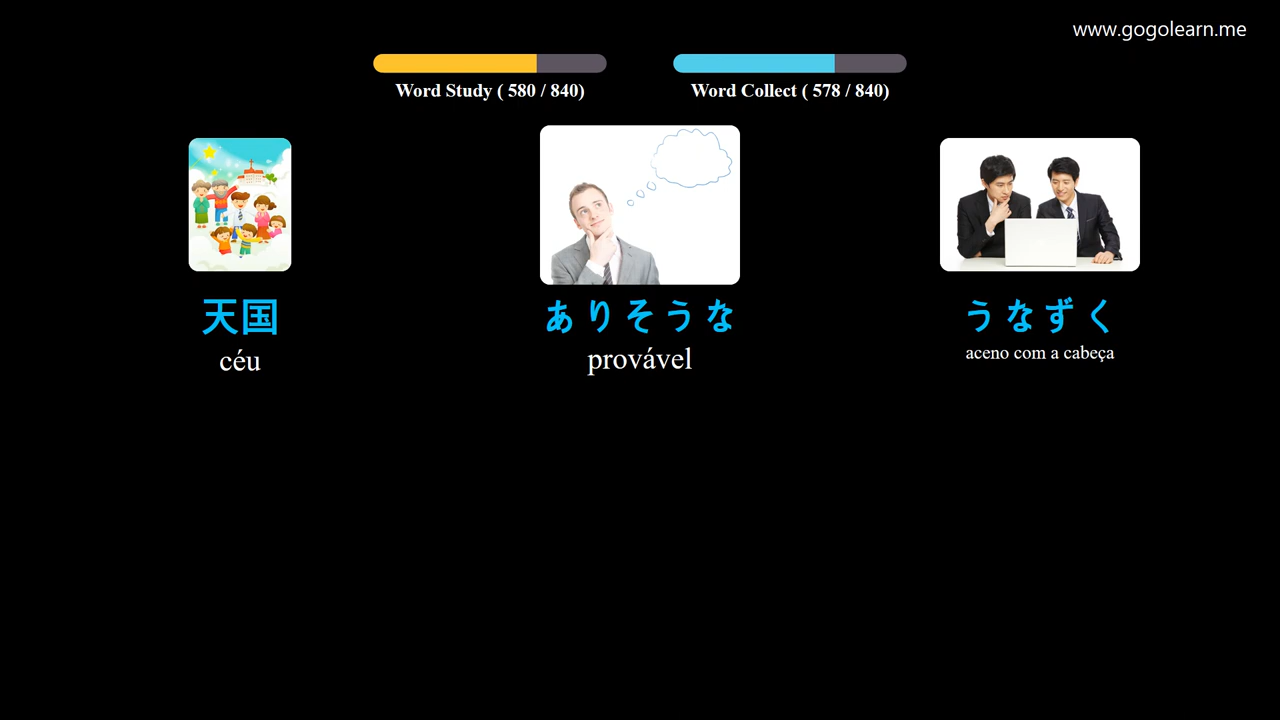 www.gogolearn.me
Word Study ( 580 / 840)
Word Collect ( 578 / 840)
天国
céu
ありそうな
provável
うなずく
aceno com a cabeça